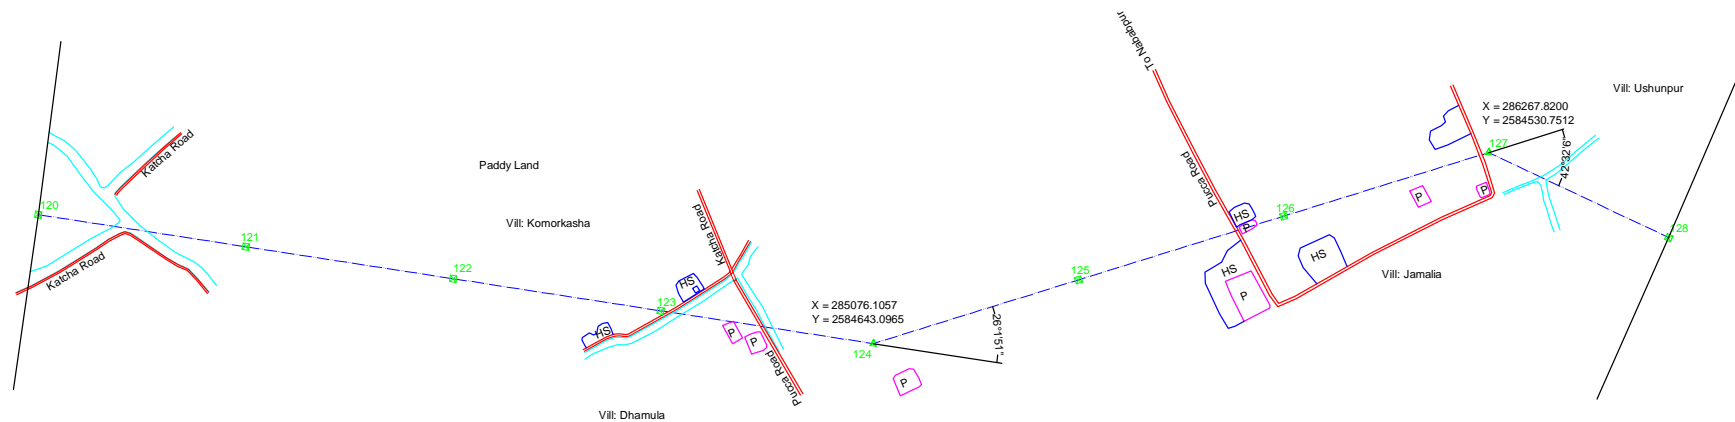 To Nababpur
Vill: Ushunpur
X = 286267.8200
Y = 2584530.7512
127
42°32'6"
Katcha Road
Paddy Land
Pucca Road
P
P
120
HS
P
126
Vill: Komorkasha
Katcha Road
121
28
Katcha Road
HS
HS
Vill: Jamalia
122
125
HS
P
X = 285076.1057
Y = 2584643.0965
123
HS
P
P
26°1'51"
124
Pucca Road
P
Vill: Dhamula